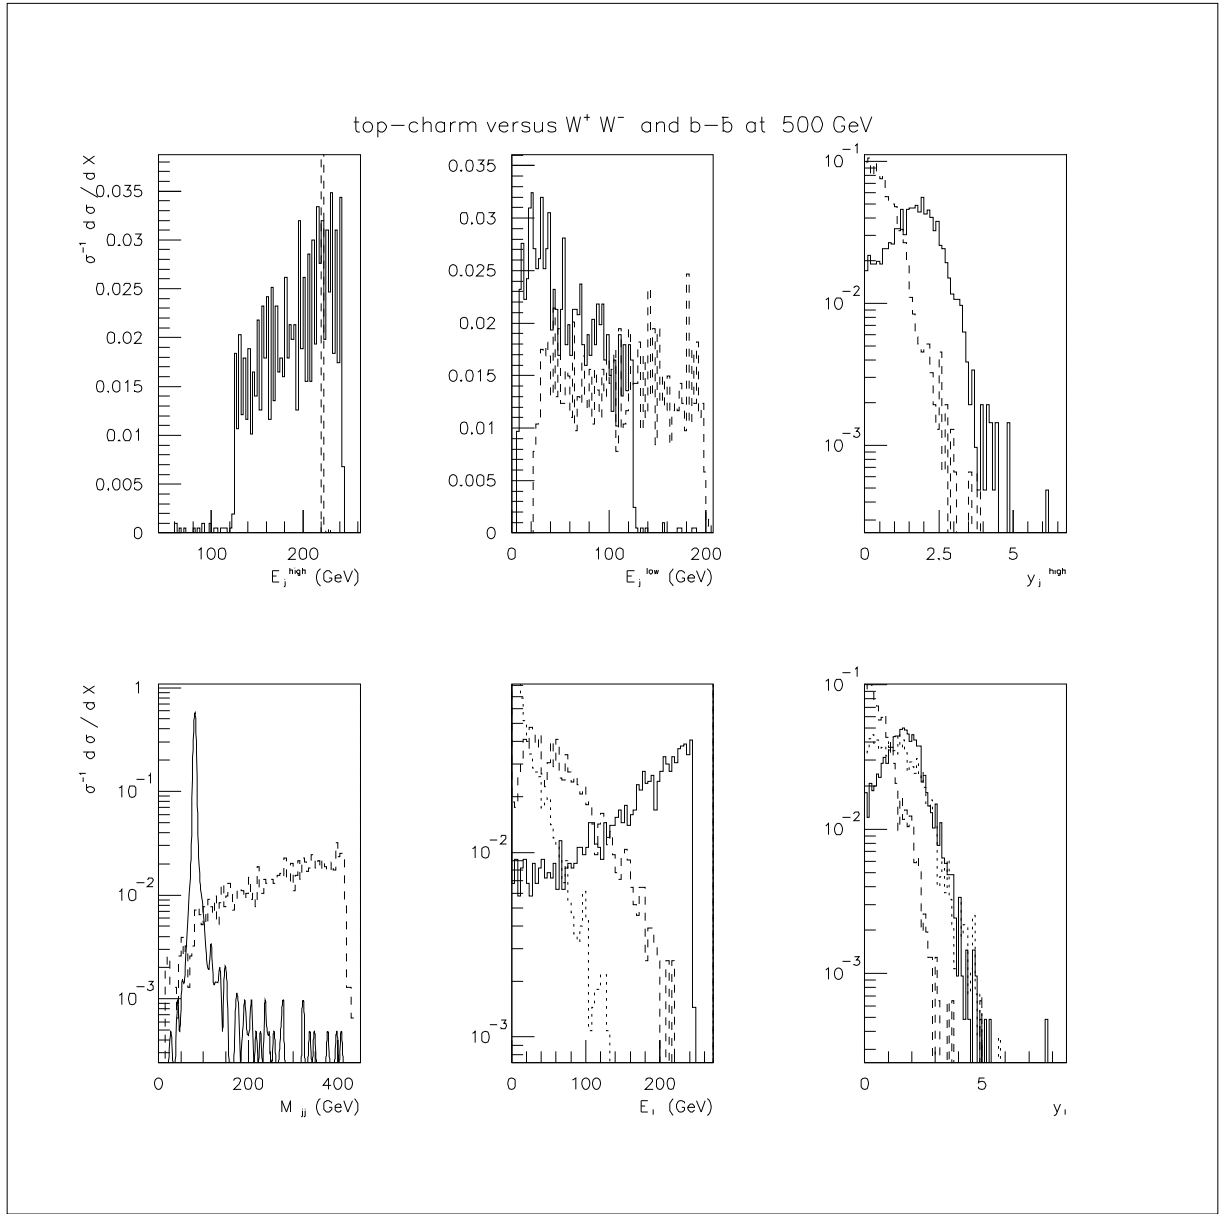 top-charm versus W⁺ W⁻ and b-b̄ at 500 GeV
σ⁻¹ d σ / d X
0.035
0.03
0.025
0.02
0.015
0.01
0.005
0
100 200
E_j^high (GeV)
0.035
0.03
0.025
0.02
0.015
0.01
0.005
0
0 100 200
E_j^low (GeV)
10⁻¹
10⁻²
10⁻³
0 2.5 5
y_j^high
σ⁻¹ d σ / d X
1
10⁻¹
10⁻²
10⁻³
0 200 400
M_jj (GeV)
10⁻²
10⁻³
0 100 200
E_l (GeV)
10⁻¹
10⁻²
10⁻³
0 5
y_l